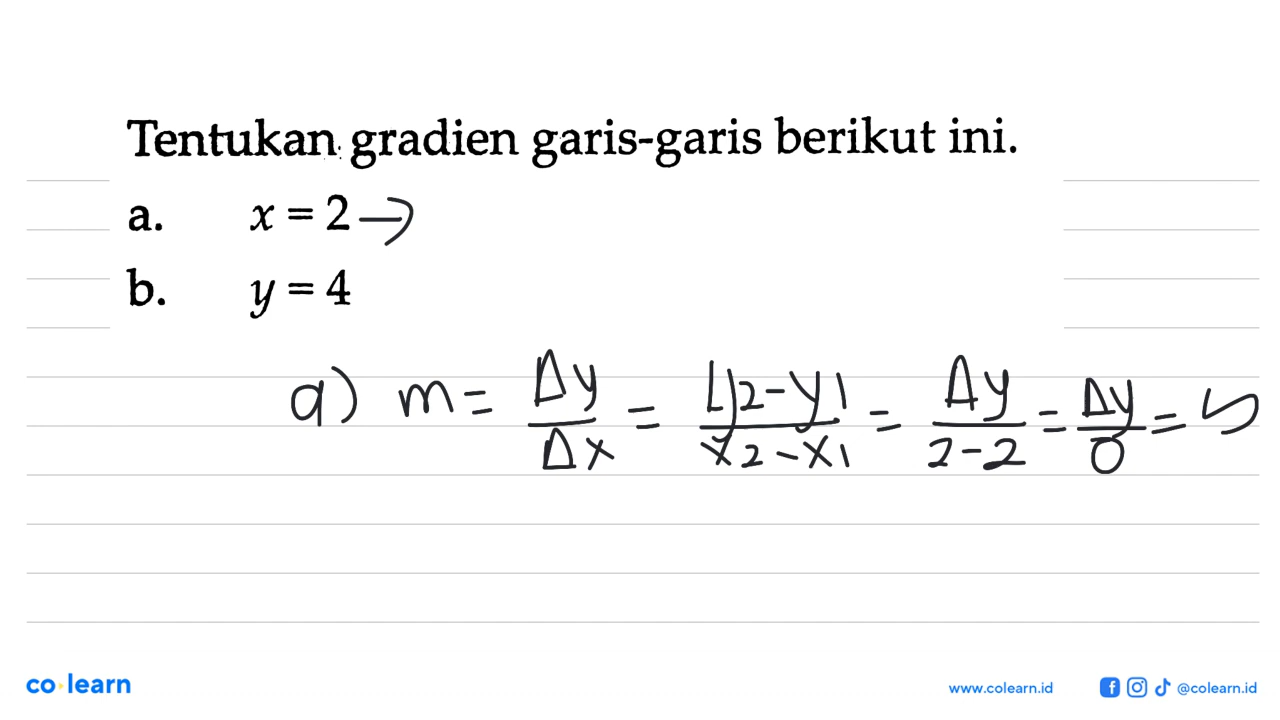 Tentukan gradien garis-garis berikut ini.
a. x = 2 →
b. y = 4
a) m = Δy/Δx = y2-y1/x2-x1 = Δy/2-2 = Δy/0 =
co learn
www.colearn.id @colearn.id